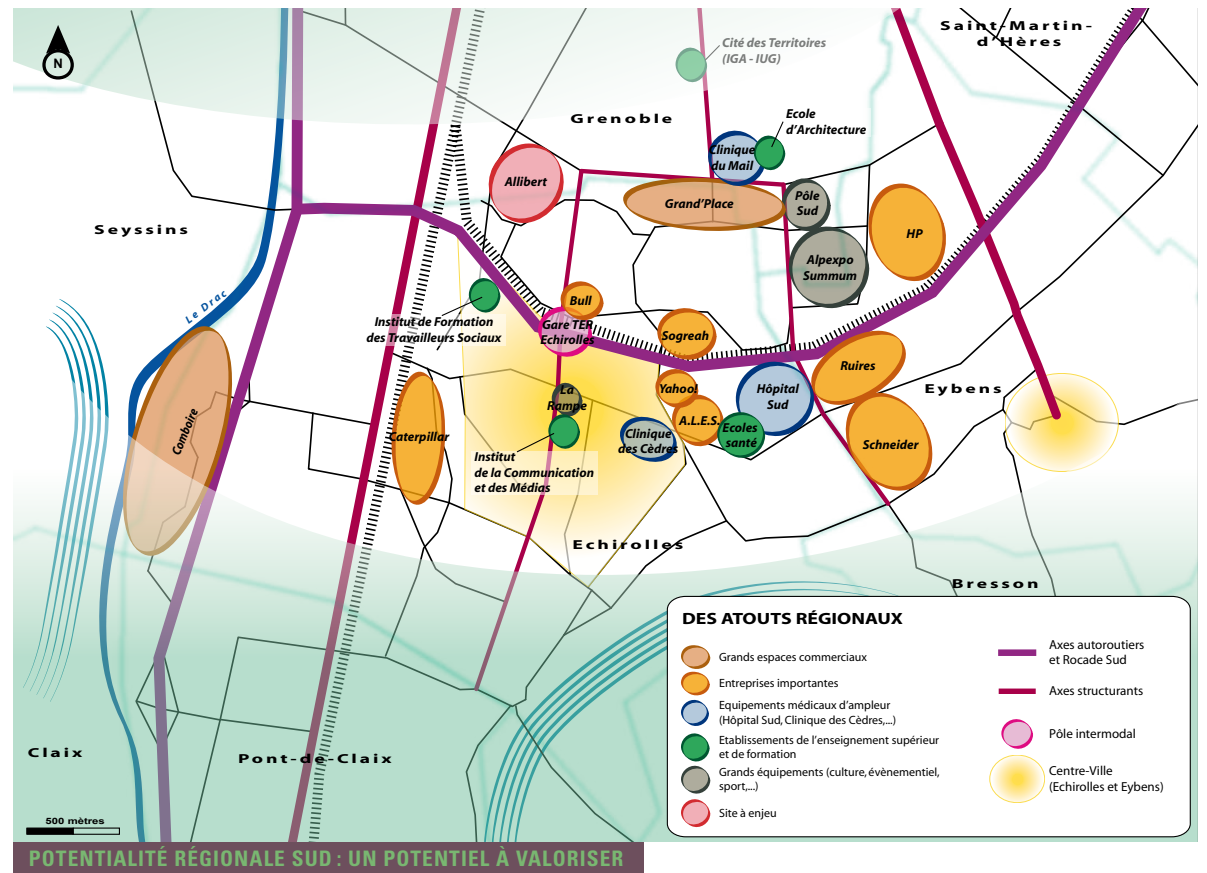 Saint-Martin-
d'Hères
N
Cité des Territoires
(IGA - IUG)
Grenoble
Ecole
d'Architecture
Clinique
du Mail
Allibert
Grand'Place
Pôle
Sud
Seyssins
HP
Alpexpo
Summum
Le Drac
Bull
Institut de Formation
des Travailleurs Sociaux
Gare TER
Echirolles
Sogreah
Ruires
Yahoo!
Hôpital
Sud
Eybens
La
Rampe
A.L.E.S.
Comboire
Caterpillar
Clinique
des Cèdres
Ecoles
santé
Schneider
Institut
de la Communication
et des Médias
Echirolles
Bresson
DES ATOUTS RÉGIONAUX
Grands espaces commerciaux
Entreprises importantes
Equipements médicaux d'ampleur
(Hôpital Sud, Clinique des Cèdres,...)
Etablissements de l'enseignement supérieur
et de formation
Grands équipements (culture, évènementiel,
sport,...)
Site à enjeu
Axes autoroutiers
et Rocade Sud
Axes structurants
Pôle intermodal
Centre-Ville
(Echirolles et Eybens)
Claix
Pont-de-Claix
500 mètres
POTENTIALITÉ RÉGIONALE SUD : UN POTENTIEL À VALORISER